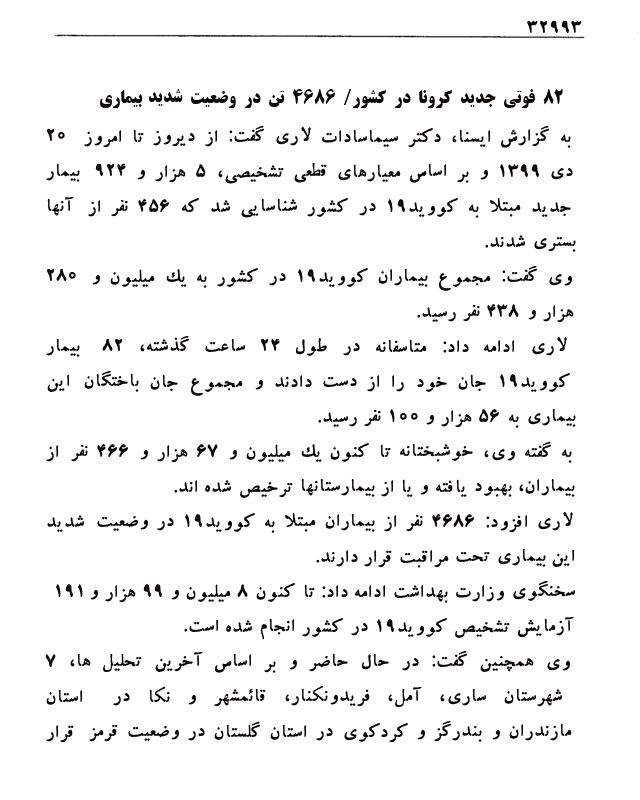 ۳۲۹۹۳
۸۲ فوتی جدید کرونا در کشور/ ۴۶۸۶ تن در وضعیت شدید بیماری
به گزارش ایسنا، دکتر سیماسادات لاری گفت: از دیروز تا امروز ۲۰
دی ۱۳۹۹ و بر اساس معیارهای قطعی تشخیصی، ۵ هزار و ۹۲۴ بیمار
جدید مبتلا به کووید۱۹ در کشور شناسایی شد که ۴۵۶ نفر از آنها
بستری شدند.
وی گفت: مجموع بیماران کووید۱۹ در کشور به یك میلیون و ۲۸۰
هزار و ۴۳۸ نفر رسید.
لاری ادامه داد: متاسفانه در طول ۲۴ ساعت گذشته، ۸۲ بیمار
کووید۱۹ جان خود را از دست دادند و مجموع جان باختگان این
بیماری به ۵۶ هزار و ۱۰۰ نفر رسید.
به گفته وی، خوشبختانه تا کنون یك میلیون و ۶۷ هزار و ۴۶۶ نفر از
بیماران، بهبود یافته و یا از بیمارستانها ترخیص شده اند.
لاری افزود: ۴۶۸۶ نفر از بیماران مبتلا به کووید۱۹ در وضعیت شدید
این بیماری تحت مراقبت قرار دارند.
سخنگوی وزارت بهداشت ادامه داد: تا کنون ۸ میلیون و ۹۹ هزار و ۱۹۱
آزمایش تشخیص کووید۱۹ در کشور انجام شده است.
وی همچنین گفت: در حال حاضر و بر اساس آخرین تحلیل ها، ۷
شهرستان ساری، آمل، فریدونکنار، قائمشهر و نکا در استان
مازندران و بندرگز و کردکوی در استان گلستان در وضعیت قرمز قرار